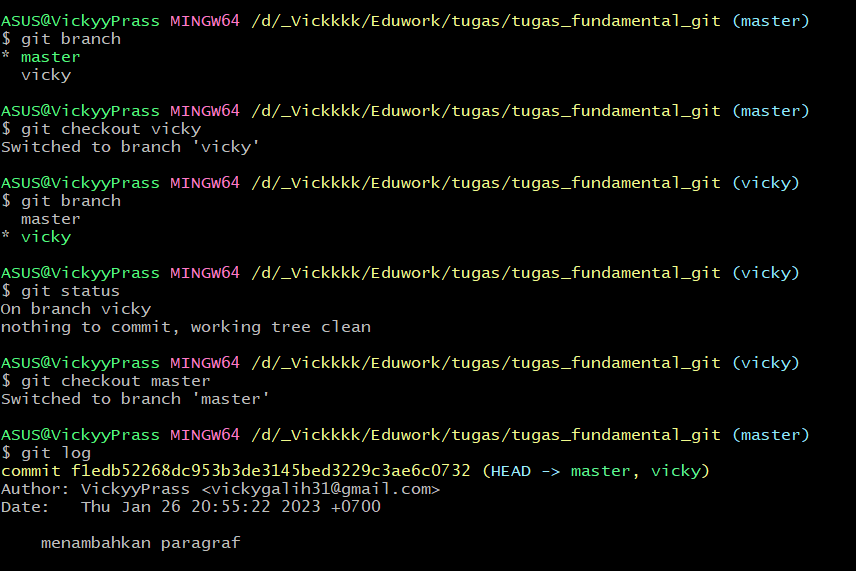 ASUS@VickyyPrass MINGW64 /d/_Vickkkk/Eduwork/tugas/tugas_fundamental_git (master)
$ git branch
* master
  vicky

ASUS@VickyyPrass MINGW64 /d/_Vickkkk/Eduwork/tugas/tugas_fundamental_git (master)
$ git checkout vicky
Switched to branch 'vicky'

ASUS@VickyyPrass MINGW64 /d/_Vickkkk/Eduwork/tugas/tugas_fundamental_git (vicky)
$ git branch
  master
* vicky

ASUS@VickyyPrass MINGW64 /d/_Vickkkk/Eduwork/tugas/tugas_fundamental_git (vicky)
$ git status
On branch vicky
nothing to commit, working tree clean

ASUS@VickyyPrass MINGW64 /d/_Vickkkk/Eduwork/tugas/tugas_fundamental_git (vicky)
$ git checkout master
Switched to branch 'master'

ASUS@VickyyPrass MINGW64 /d/_Vickkkk/Eduwork/tugas/tugas_fundamental_git (master)
$ git log
commit f1edb52268dc953b3de3145bed3229c3ae6c0732 (HEAD -> master, vicky)
Author: VickyyPrass <vickygalih31@gmail.com>
Date:   Thu Jan 26 20:55:22 2023 +0700

    menambahkan paragraf